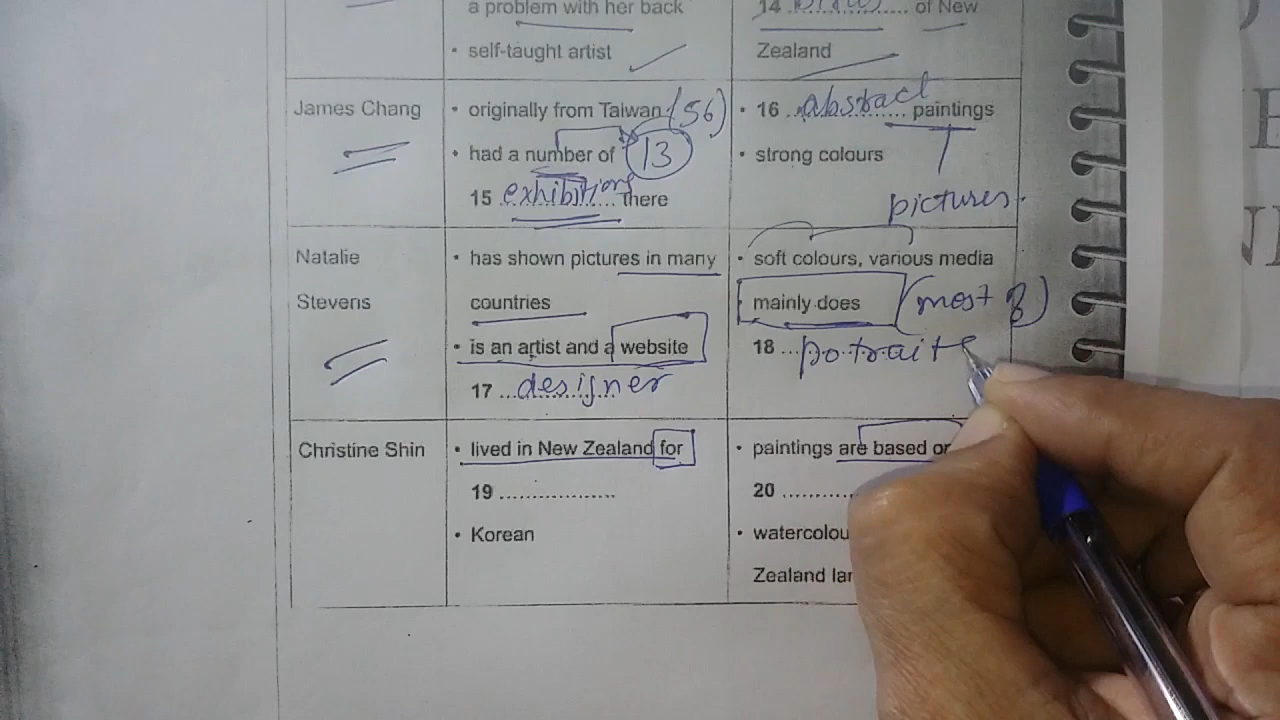 a problem with her back
14 ............ of New
• self-taught artist
Zealand
James Chang
• originally from Taiwan (56)
• 16 abstract paintings
• had a number of 13
• strong colours
15 exhibitions there
pictures.
Natalie
• has shown pictures in many
• soft colours, various media
Stevens
countries
mainly does (most of)
• is an artist and a website
18 ... potraits
17 ... designer
Christine Shin
• lived in New Zealand for
• paintings are based on
19 ..................
20 ...........
• Korean
• watercolou
Zealand lan